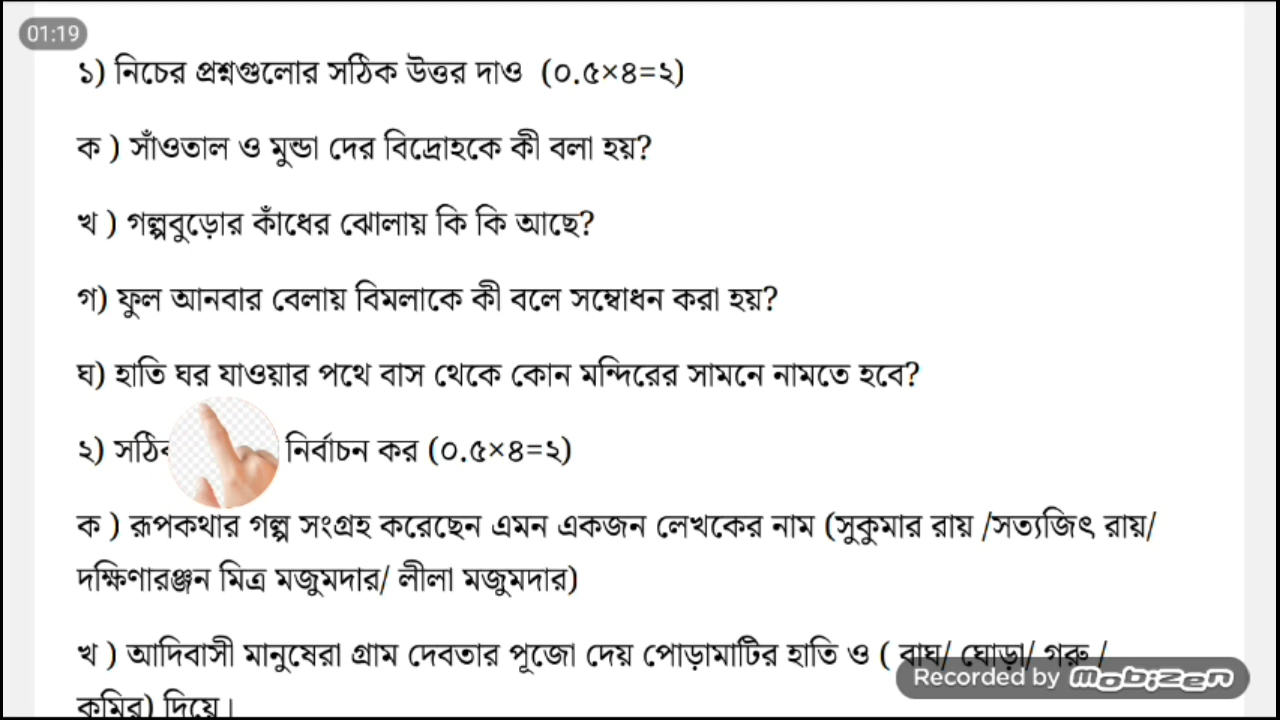 01:19
১) নিচের প্রশ্নগুলোর সঠিক উত্তর দাও (০.৫×৪=২)
ক ) সাঁওতাল ও মুন্ডা দের বিদ্রোহকে কী বলা হয়?
খ ) গল্পবুড়োর কাঁধের ঝোলায় কি কি আছে?
গ) ফুল আনবার বেলায় বিমলাকে কী বলে সম্বোধন করা হয়?
ঘ) হাতি ঘর যাওয়ার পথে বাস থেকে কোন মন্দিরের সামনে নামতে হবে?
২) নির্বাচন কর (০.৫×৪=২)
ক ) রূপকথার গল্প সংগ্রহ করেছেন এমন একজন লেখকের নাম (সুকুমার রায় /সত্যজিৎ রায়/
দক্ষিণারঞ্জন মিত্র মজুমদার/ লীলা মজুমদার)
খ ) আদিবাসী মানুষেরা গ্রাম দেবতার পূজো দেয় পোড়ামাটির হাতি ও ( বাঘ/ ঘোড়া/ গরু /
কুমির) দিয়ে।
Recorded by mobizen